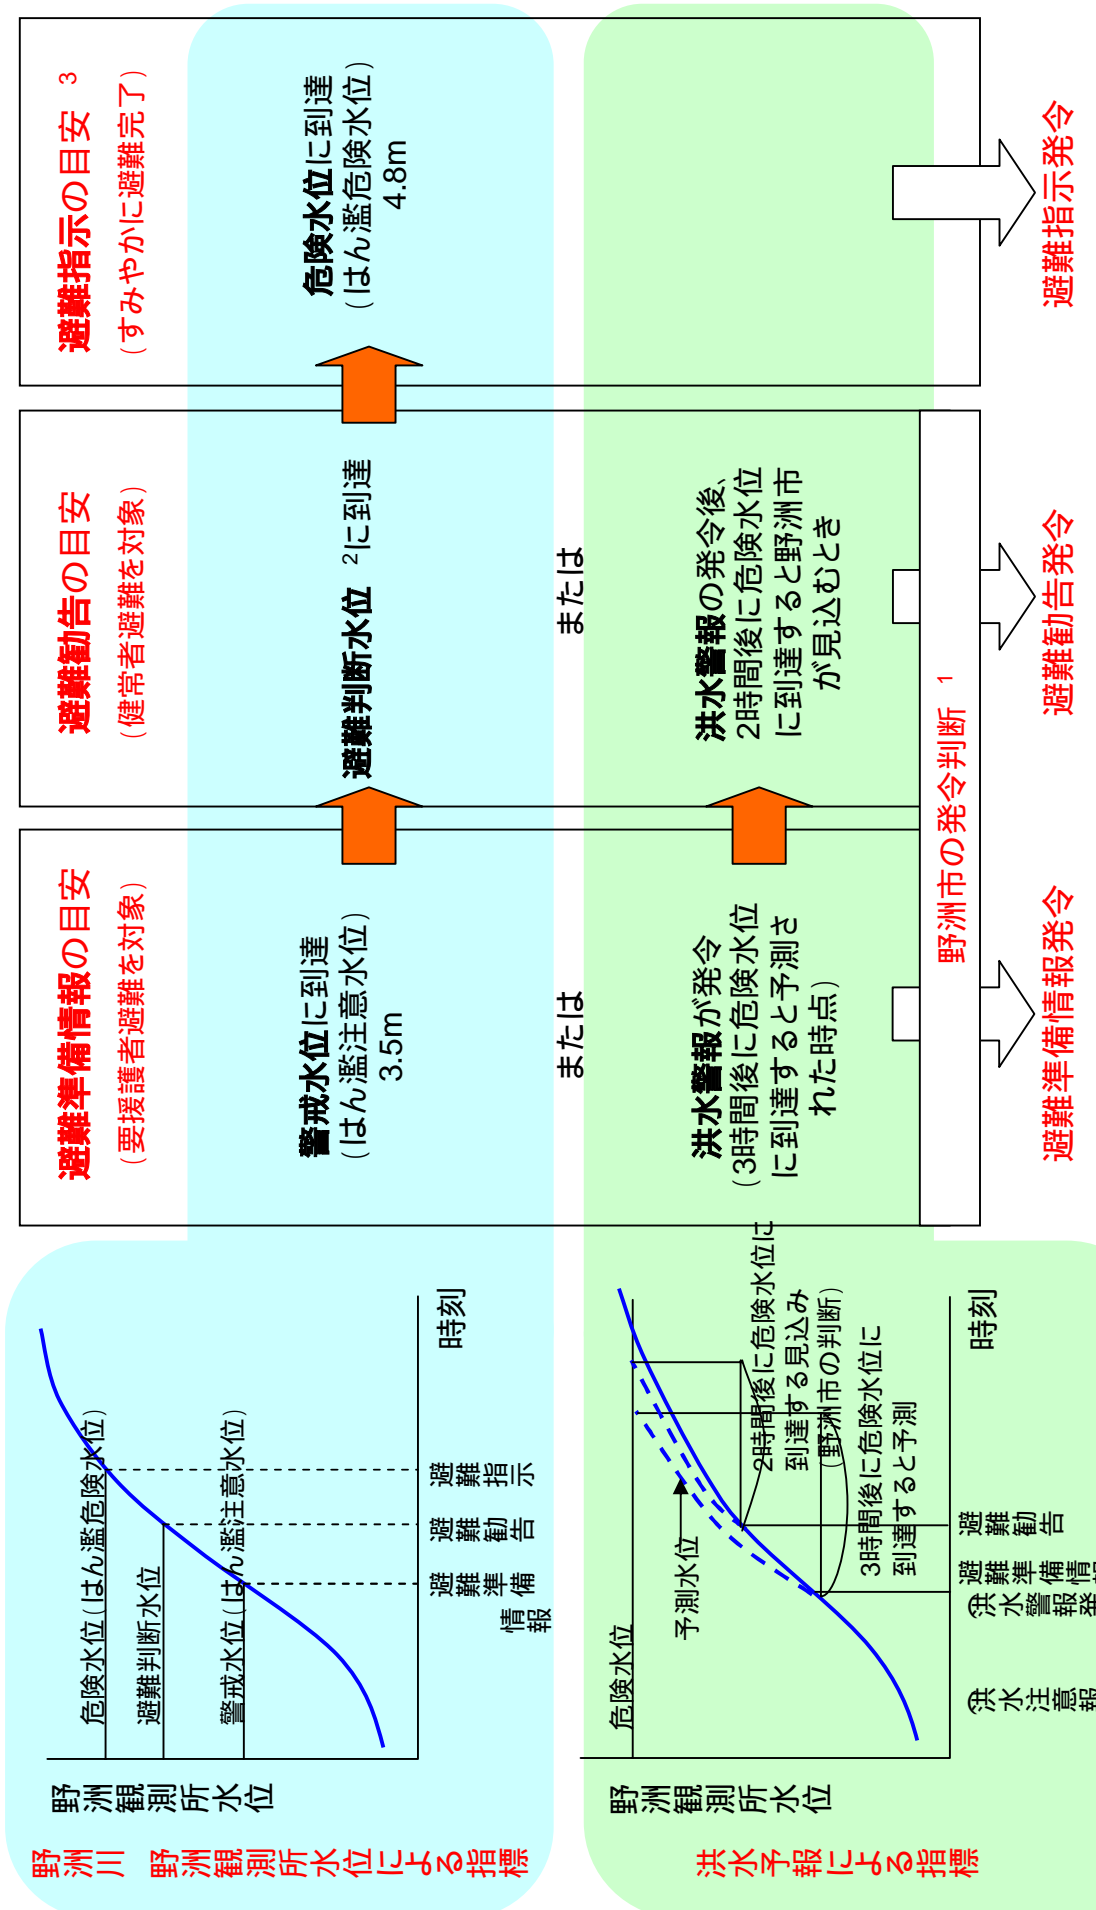 野洲川　野洲観測所水位による指標
野洲観測所水位
危険水位(はん濫危険水位)
避難判断水位
警戒水位(はん濫注意水位)
避難準備情報
避難勧告
避難指示
時刻
避難準備情報の目安
(要援護者避難を対象)
警戒水位に到達
(はん濫注意水位)
3.5m
または
避難勧告の目安
(健常者避難を対象)
避難判断水位 2に到達
または
避難指示の目安 3
(すみやかに避難完了)
危険水位に到達
(はん濫危険水位)
4.8m
洪水予報による指標
野洲観測所水位
危険水位
予測水位
2時間後に危険水位に
到達する見込み
(野洲市の判断)
3時間後に危険水位に
到達すると予測
(洪水注意報
避難準備情報
(洪水警報発
避難勧告
時刻
洪水警報が発令
(3時間後に危険水位
に到達すると予測さ
れた時点)
洪水警報の発令後、
2時間後に危険水位
に到達すると野洲市
が見込むとき
野洲市の発令判断 1
避難準備情報発令
避難勧告発令
避難指示発令